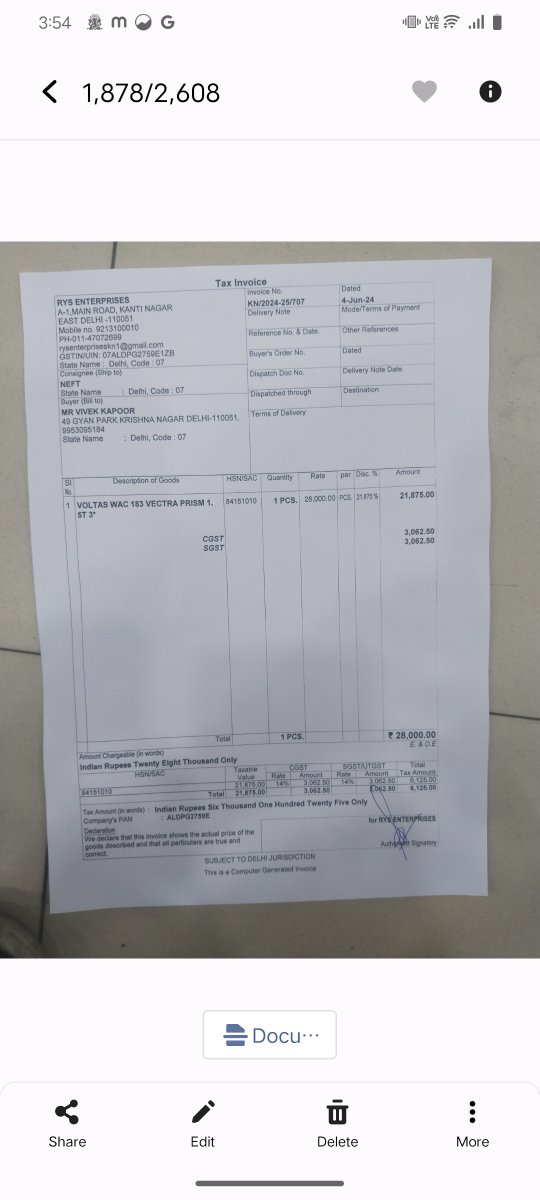 3:54
Vo) LTE
1,878/2,608
Tax Invoice
RYS ENTERPRISES
A-1,MAIN ROAD, KANTI NAGAR
EAST DELHI -110051
Mobile no. 9213100010
PH-011-47072699
rysenterpriseskn1@gmail.com
GSTIN/UIN: 07ALDPG2759E1ZB
State Name : Delhi, Code : 07
Consignee (Ship to)
NEFT
State Name : Delhi, Code : 07
Buyer (Bill to)
MR VIVEK KAPOOR
49 GYAN PARK KRISHNA NAGAR DELHI-110051,
9953095184
State Name : Delhi, Code : 07
Invoice No.
KN/2024-25/707
Dated
4-Jun-24
Delivery Note
Mode/Terms of Payment
Reference No. & Date.
Other References
Buyer's Order No.
Dated
Dispatch Doc No.
Delivery Note Date
Dispatched through
Destination
Terms of Delivery
Sl No. Description of Goods HSN/SAC Quantity Rate per Disc. % Amount
1 VOLTAS WAC 183 VECTRA PRISM 1. 84151010 1 PCS. 28,000.00 PCS. 21.875 % 21,875.00
5T 3*
CGST 3,062.50
SGST 3,062.50
Total 1 PCS. ₹ 28,000.00
Amount Chargeable (in words) E. & O.E
Indian Rupees Twenty Eight Thousand Only
HSN/SAC Taxable Value CGST SGST/UTGST Total Tax Amount
Rate Amount Rate Amount
84151010 21,875.00 14% 3,062.50 14% 3,062.50 6,125.00
Total 21,875.00 3,062.50 3,062.50 6,125.00
Tax Amount (in words) : Indian Rupees Six Thousand One Hundred Twenty Five Only
Company's PAN : ALDPG2759E
Declaration
We declare that this invoice shows the actual price of the
goods described and that all particulars are true and
correct.
for RYS ENTERPRISES
Authorised Signatory
SUBJECT TO DELHI JURISDICTION
This is a Computer Generated Invoice
Docu···
Share
Edit
Delete
More